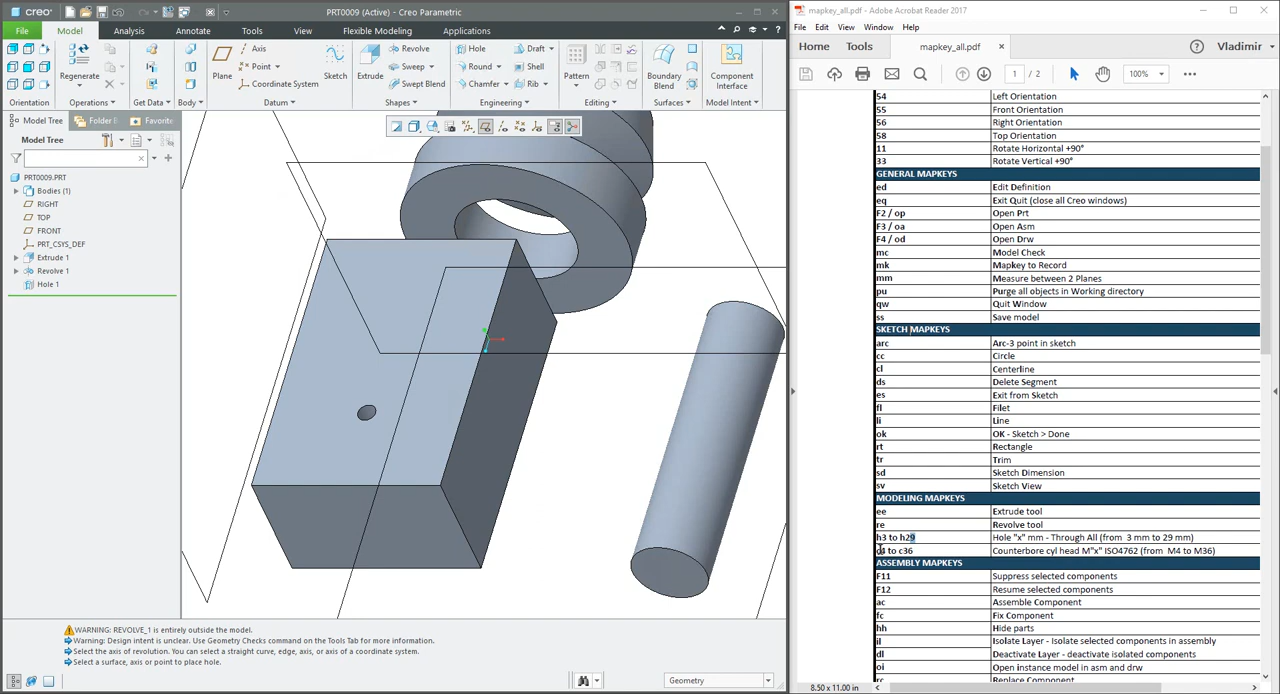 creo
PRT0009 (Active) - Creo Parametric
File
Model
Analysis
Annotate
Tools
View
Flexible Modeling
Applications
Regenerate
Plane
Axis
Point
Coordinate System
Sketch
Extrude
Revolve
Sweep
Swept Blend
Hole
Round
Chamfer
Draft
Shell
Rib
Pattern
Boundary Blend
Component Interface
Orientation
Operations
Get Data
Body
Datum
Shapes
Engineering
Editing
Surfaces
Model Intent
Model Tree
Folder B
Favorite
PRT0009.PRT
Bodies (1)
RIGHT
TOP
FRONT
PRT_CSYS_DEF
Extrude 1
Revolve 1
Hole 1
WARNING: REVOLVE_1 is entirely outside the model.
Warning: Design intent is unclear. Use Geometry Checks command on the Tools Tab for more information.
Select the axis of revolution. You can select a straight curve, edge, axis, or axis of a coordinate system.
Select a surface, axis or point to place hole.
Geometry
mapkey_all.pdf - Adobe Acrobat Reader 2017
File Edit View Window Help
Home
Tools
mapkey_all.pdf
Vladimir
1 / 2
100%
54 Left Orientation
55 Front Orientation
56 Right Orientation
58 Top Orientation
11 Rotate Horizontal +90°
33 Rotate Vertical +90°
GENERAL MAPKEYS
ed Edit Definition
eq Exit Quit (close all Creo windows)
F2 / op Open Prt
F3 / oa Open Asm
F4 / od Open Drw
mc Model Check
mk Mapkey to Record
mm Measure between 2 Planes
pu Purge all objects in Working directory
qw Quit Window
ss Save model
SKETCH MAPKEYS
arc Arc-3 point in sketch
cc Circle
cl Centerline
ds Delete Segment
es Exit from Sketch
fl Filet
li Line
ok OK - Sketch > Done
rt Rectangle
tr Trim
sd Sketch Dimension
sv Sketch View
MODELING MAPKEYS
ee Extrude tool
re Revolve tool
h3 to h29 Hole "x" mm - Through All (from 3 mm to 29 mm)
c4 to c36 Counterbore cyl head M"x" ISO4762 (from M4 to M36)
ASSEMBLY MAPKEYS
F11 Suppress selected components
F12 Resume selected components
ac Assemble Component
fc Fix Component
hh Hide parts
il Isolate Layer - Isolate selected components in assembly
dl Deactivate Layer - deactivate isolated components
oi Open instance model in asm and drw
rc Replace Component
8.50 x 11.00 in